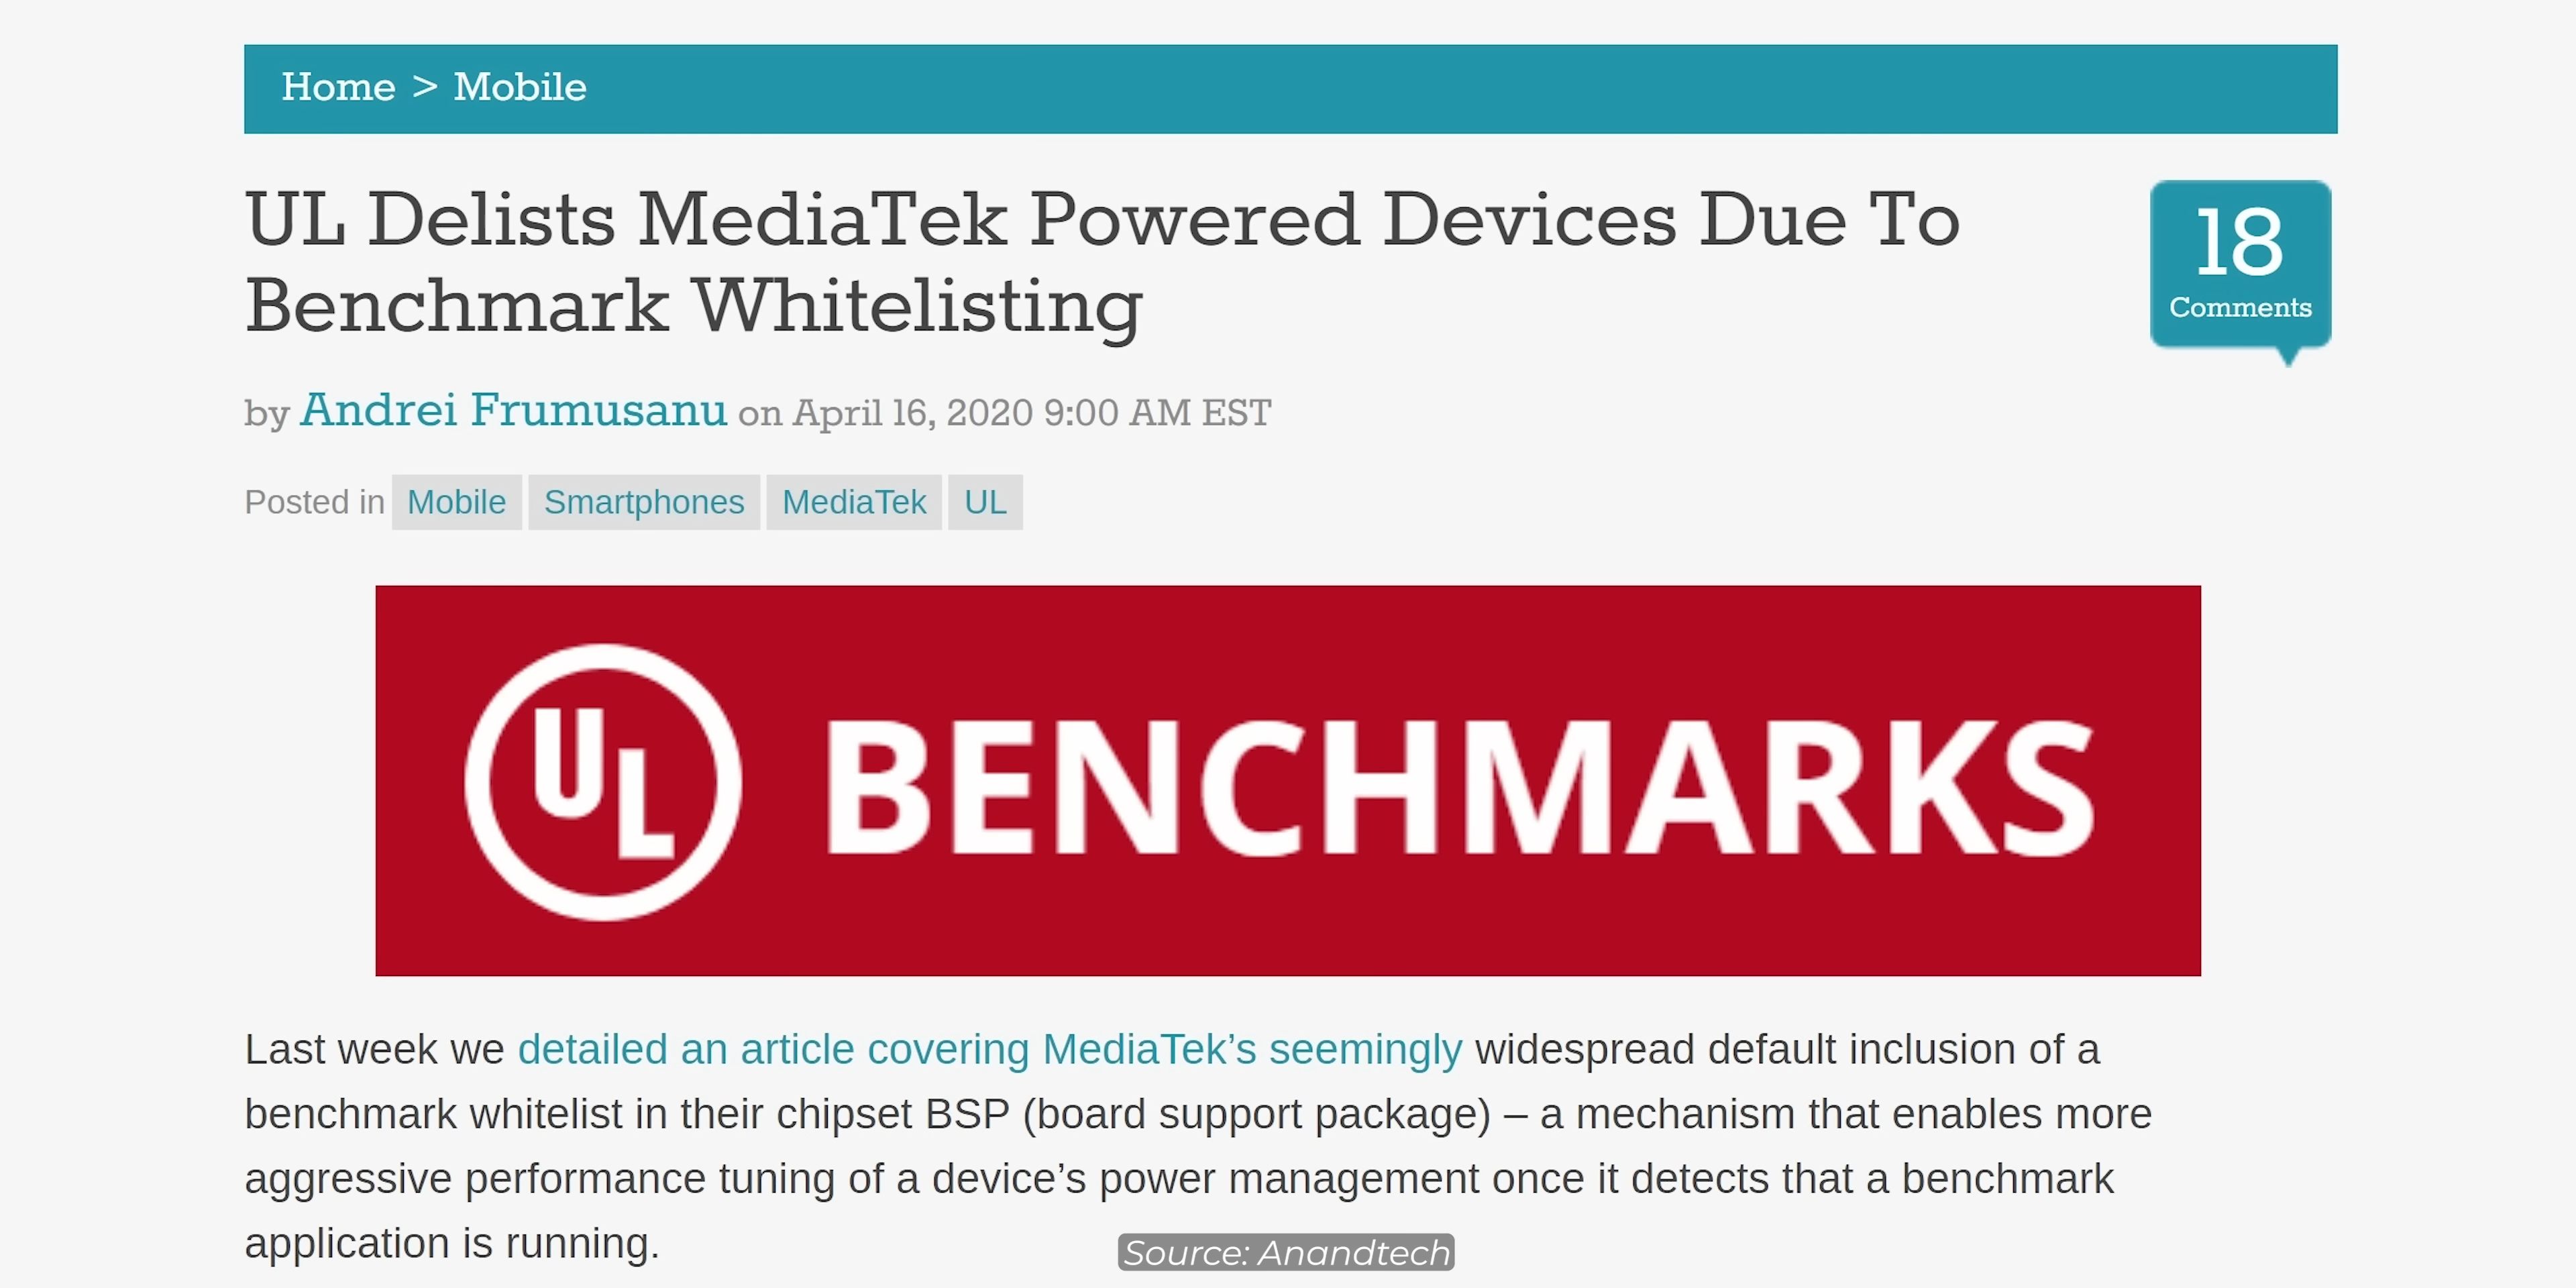 Home > Mobile
UL Delists MediaTek Powered Devices Due To
Benchmark Whitelisting
18
Comments
by Andrei Frumusanu on April 16, 2020 9:00 AM EST
Posted in Mobile Smartphones MediaTek UL
UL BENCHMARKS
Last week we detailed an article covering MediaTek’s seemingly widespread default inclusion of a
benchmark whitelist in their chipset BSP (board support package) – a mechanism that enables more
aggressive performance tuning of a device’s power management once it detects that a benchmark
application is running.
Source: Anandtech